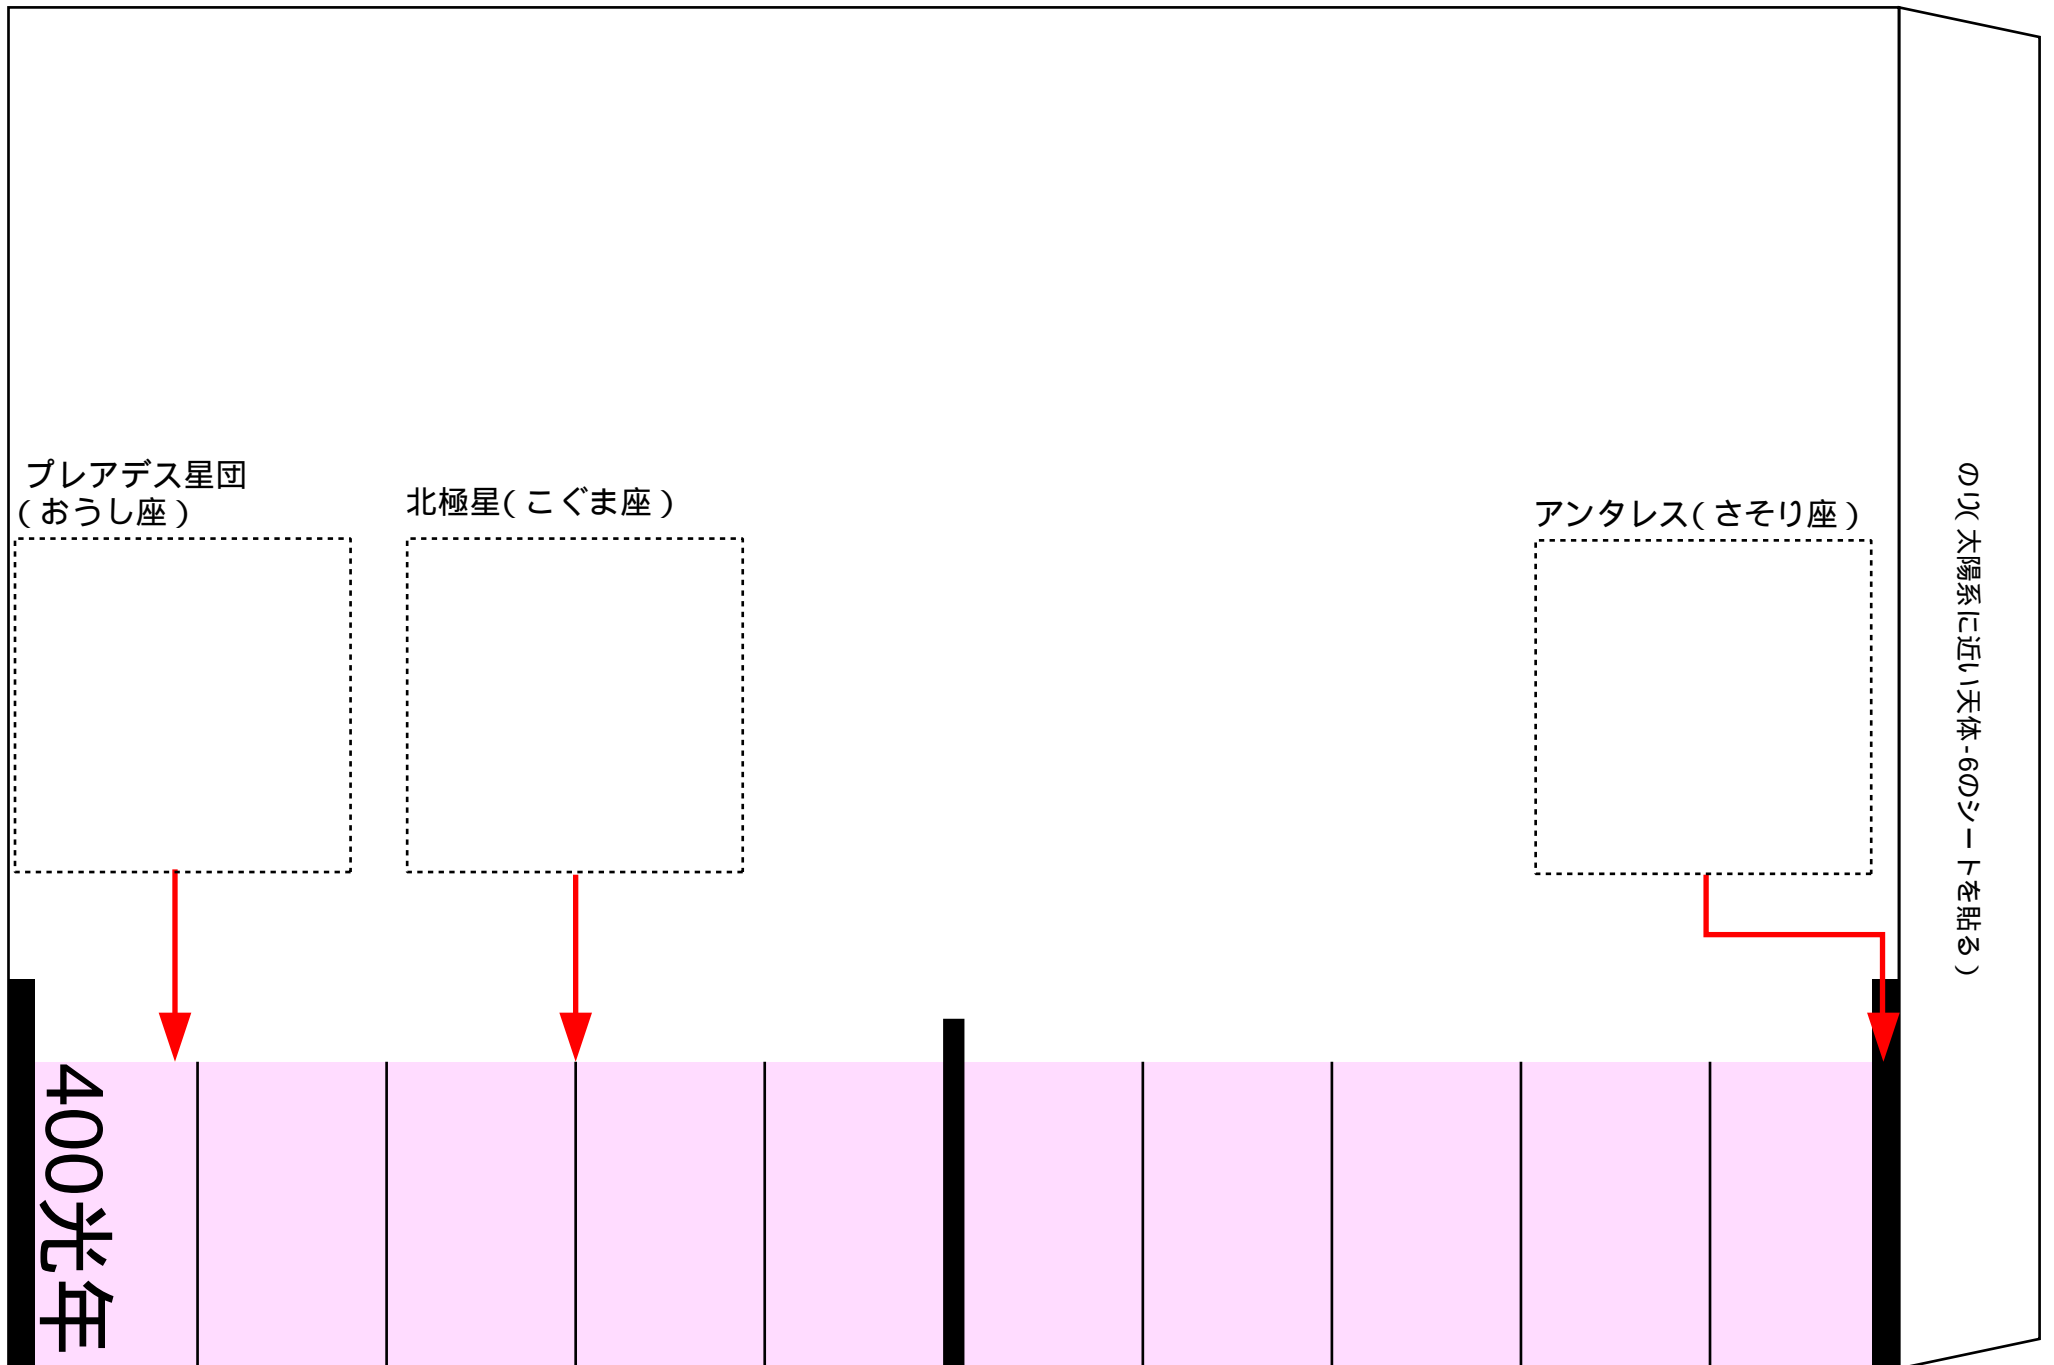 プレアデス星団
(おうし座)
北極星(こぐま座)
アンタレス(さそり座)
のり(太陽系に近い天体-6のシートを貼る)
400光年